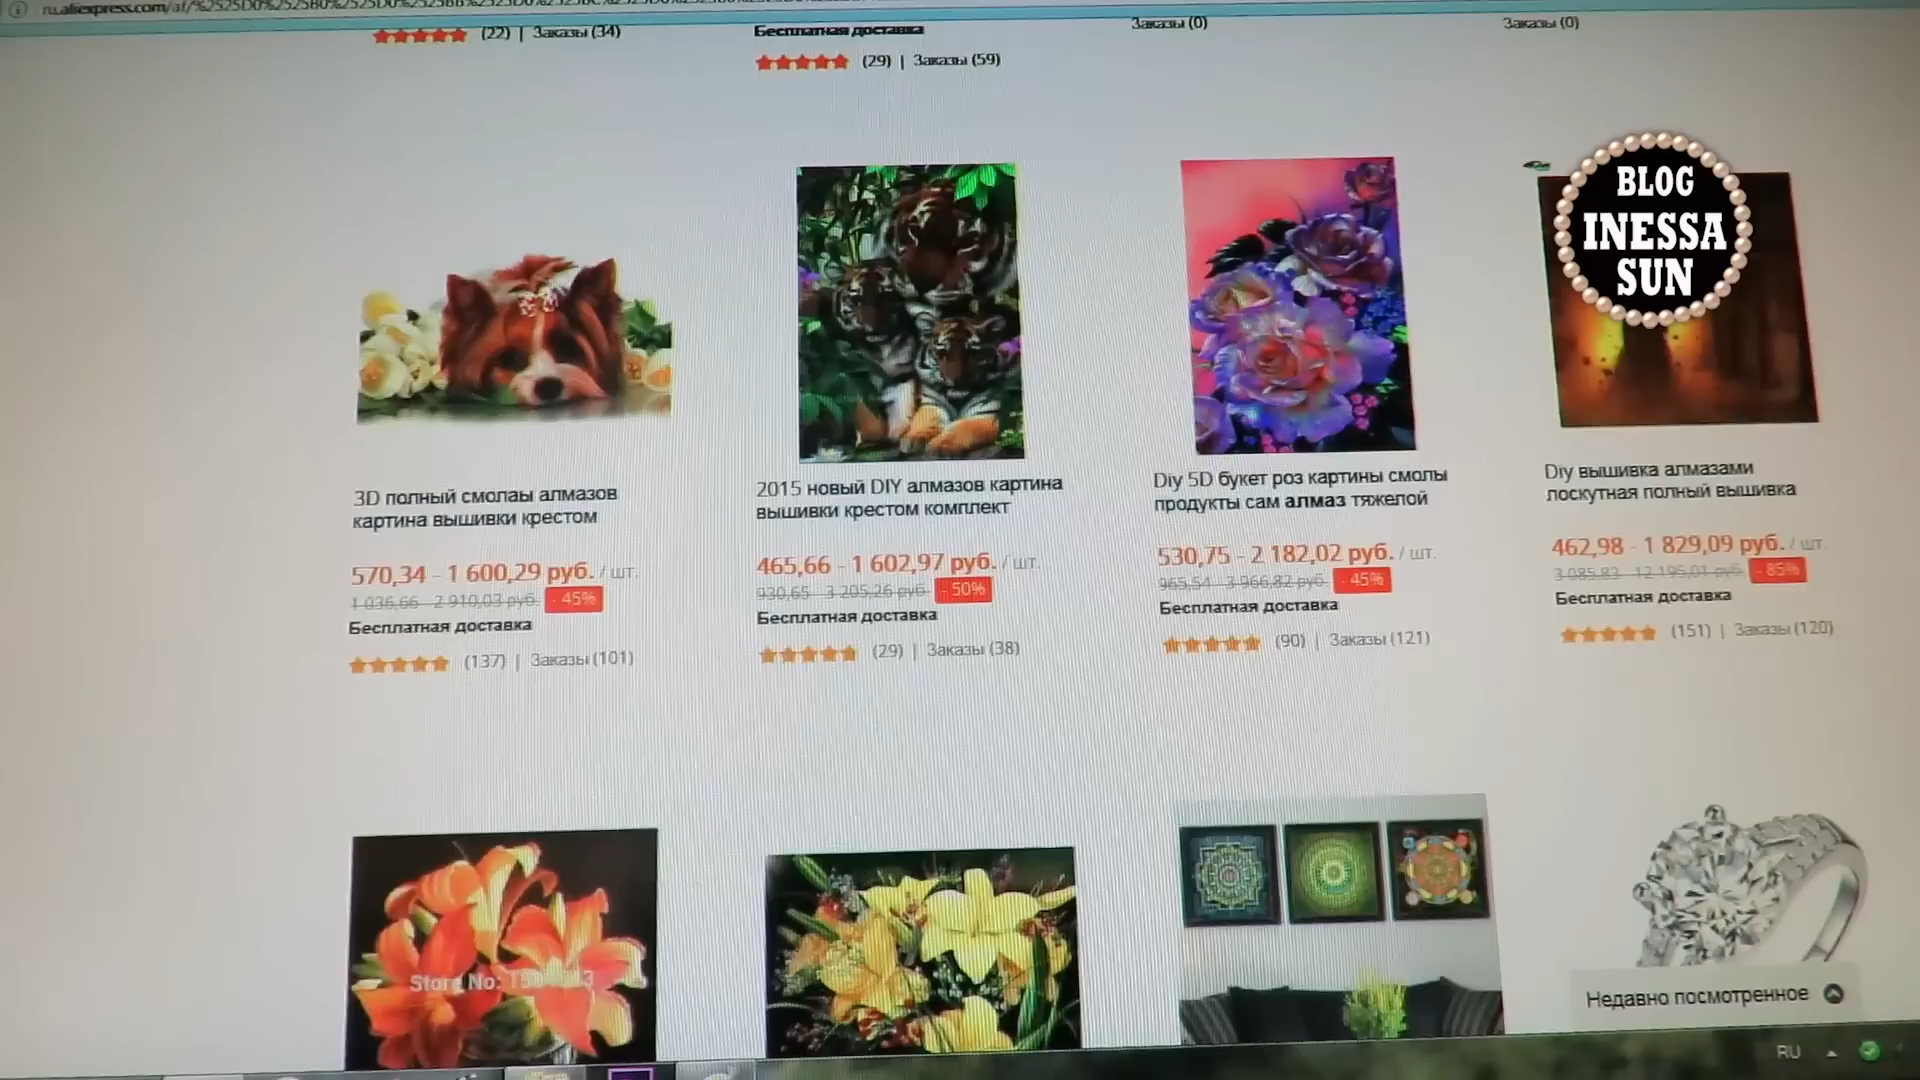 ru.aliexpress.com/af/
(22) | Заказы (34)
Бесплатная доставка
(29) | Заказы (59)
Заказы (0)
Заказы (0)
BLOG
INESSA
SUN
3D полный смолаы алмазов
картина вышивки крестом
570,34 - 1 600,29 руб. / шт.
1 036,66 - 2 910,03 руб. - 45%
Бесплатная доставка
(137) | Заказы (101)
2015 новый DIY алмазов картина
вышивки крестом комплект
465,66 - 1 602,97 руб. / шт.
930,65 - 3 205,26 руб. - 50%
Бесплатная доставка
(29) | Заказы (38)
Diy 5D букет роз картины смолы
продукты сам алмаз тяжелой
530,75 - 2 182,02 руб. / шт.
965,54 - 3 966,82 руб. - 45%
Бесплатная доставка
(90) | Заказы (121)
Diy вышивка алмазами
лоскутная полный вышивка
462,98 - 1 829,09 руб. / шт.
3 085,83 - 12 195,01 руб. - 85%
Бесплатная доставка
(151) | Заказы (120)
Store No:
Недавно посмотренное
RU